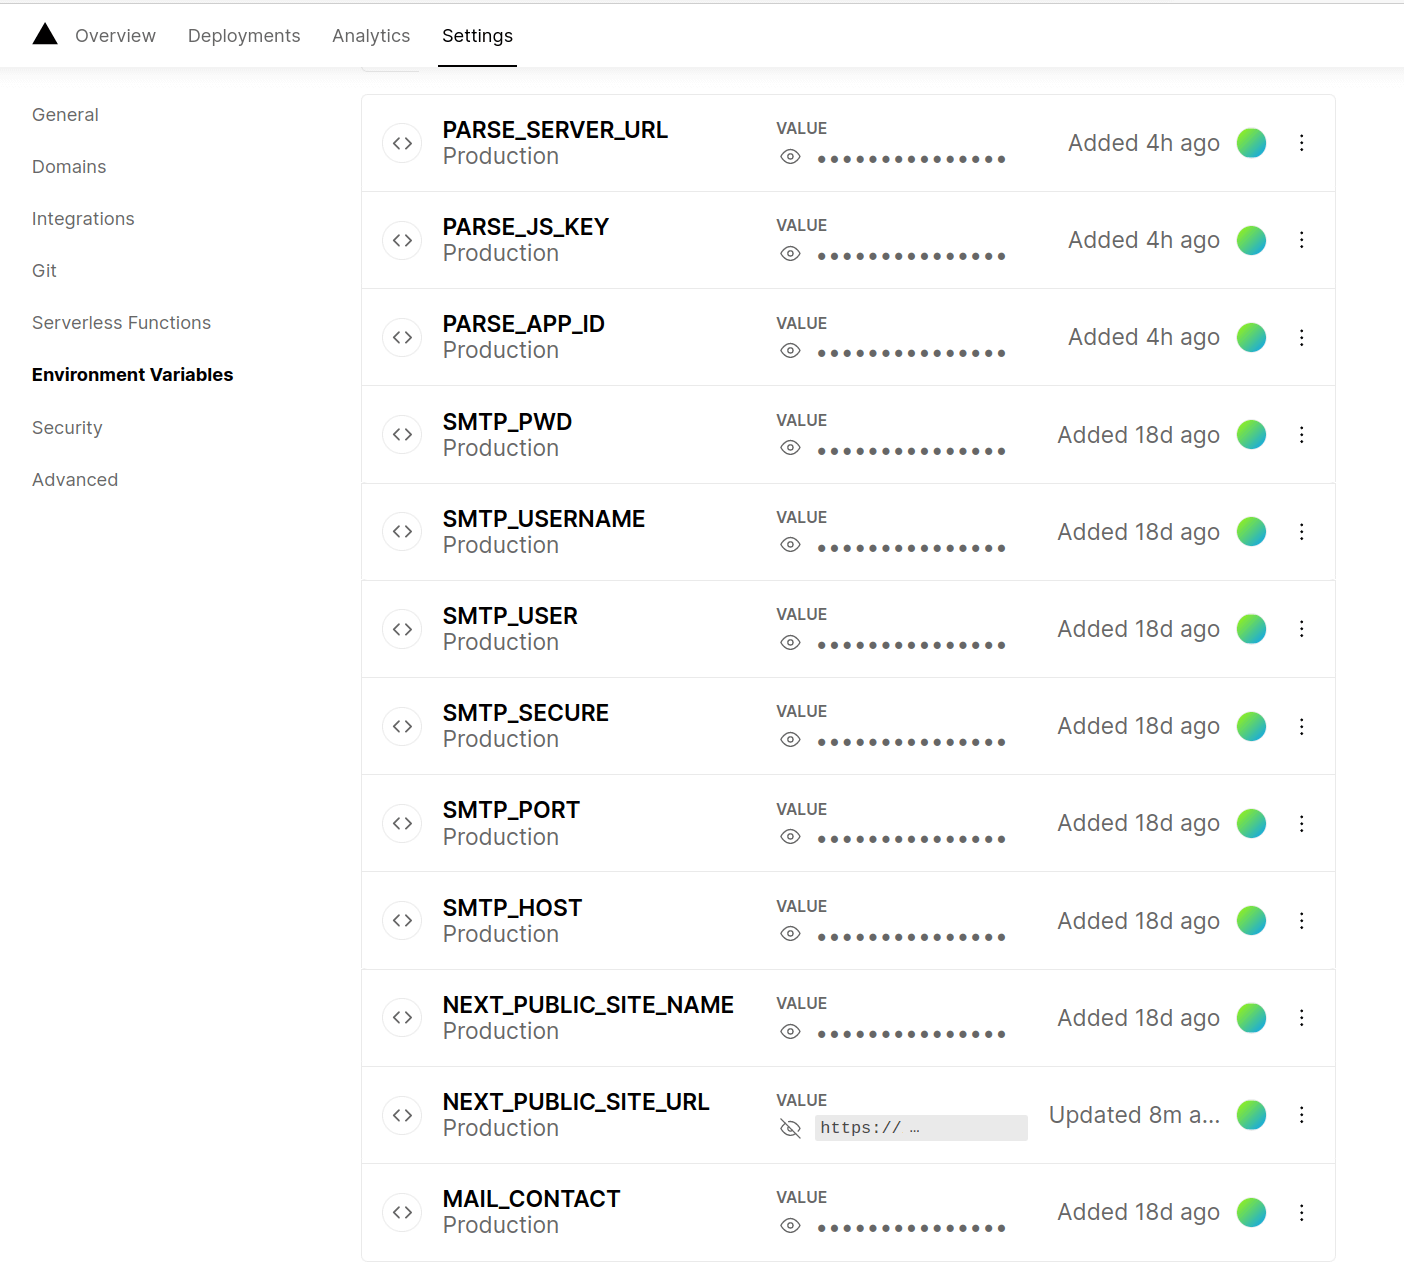 Overview Deployments Analytics Settings
General
Domains
Integrations
Git
Serverless Functions
Environment Variables
Security
Advanced
PARSE_SERVER_URL
Production
VALUE
●●●●●●●●●●●●●●●
Added 4h ago
PARSE_JS_KEY
Production
VALUE
●●●●●●●●●●●●●●●
Added 4h ago
PARSE_APP_ID
Production
VALUE
●●●●●●●●●●●●●●●
Added 4h ago
SMTP_PWD
Production
VALUE
●●●●●●●●●●●●●●●
Added 18d ago
SMTP_USERNAME
Production
VALUE
●●●●●●●●●●●●●●●
Added 18d ago
SMTP_USER
Production
VALUE
●●●●●●●●●●●●●●●
Added 18d ago
SMTP_SECURE
Production
VALUE
●●●●●●●●●●●●●●●
Added 18d ago
SMTP_PORT
Production
VALUE
●●●●●●●●●●●●●●●
Added 18d ago
SMTP_HOST
Production
VALUE
●●●●●●●●●●●●●●●
Added 18d ago
NEXT_PUBLIC_SITE_NAME
Production
VALUE
●●●●●●●●●●●●●●●
Added 18d ago
NEXT_PUBLIC_SITE_URL
Production
VALUE
https:// …
Updated 8m a...
MAIL_CONTACT
Production
VALUE
●●●●●●●●●●●●●●●
Added 18d ago